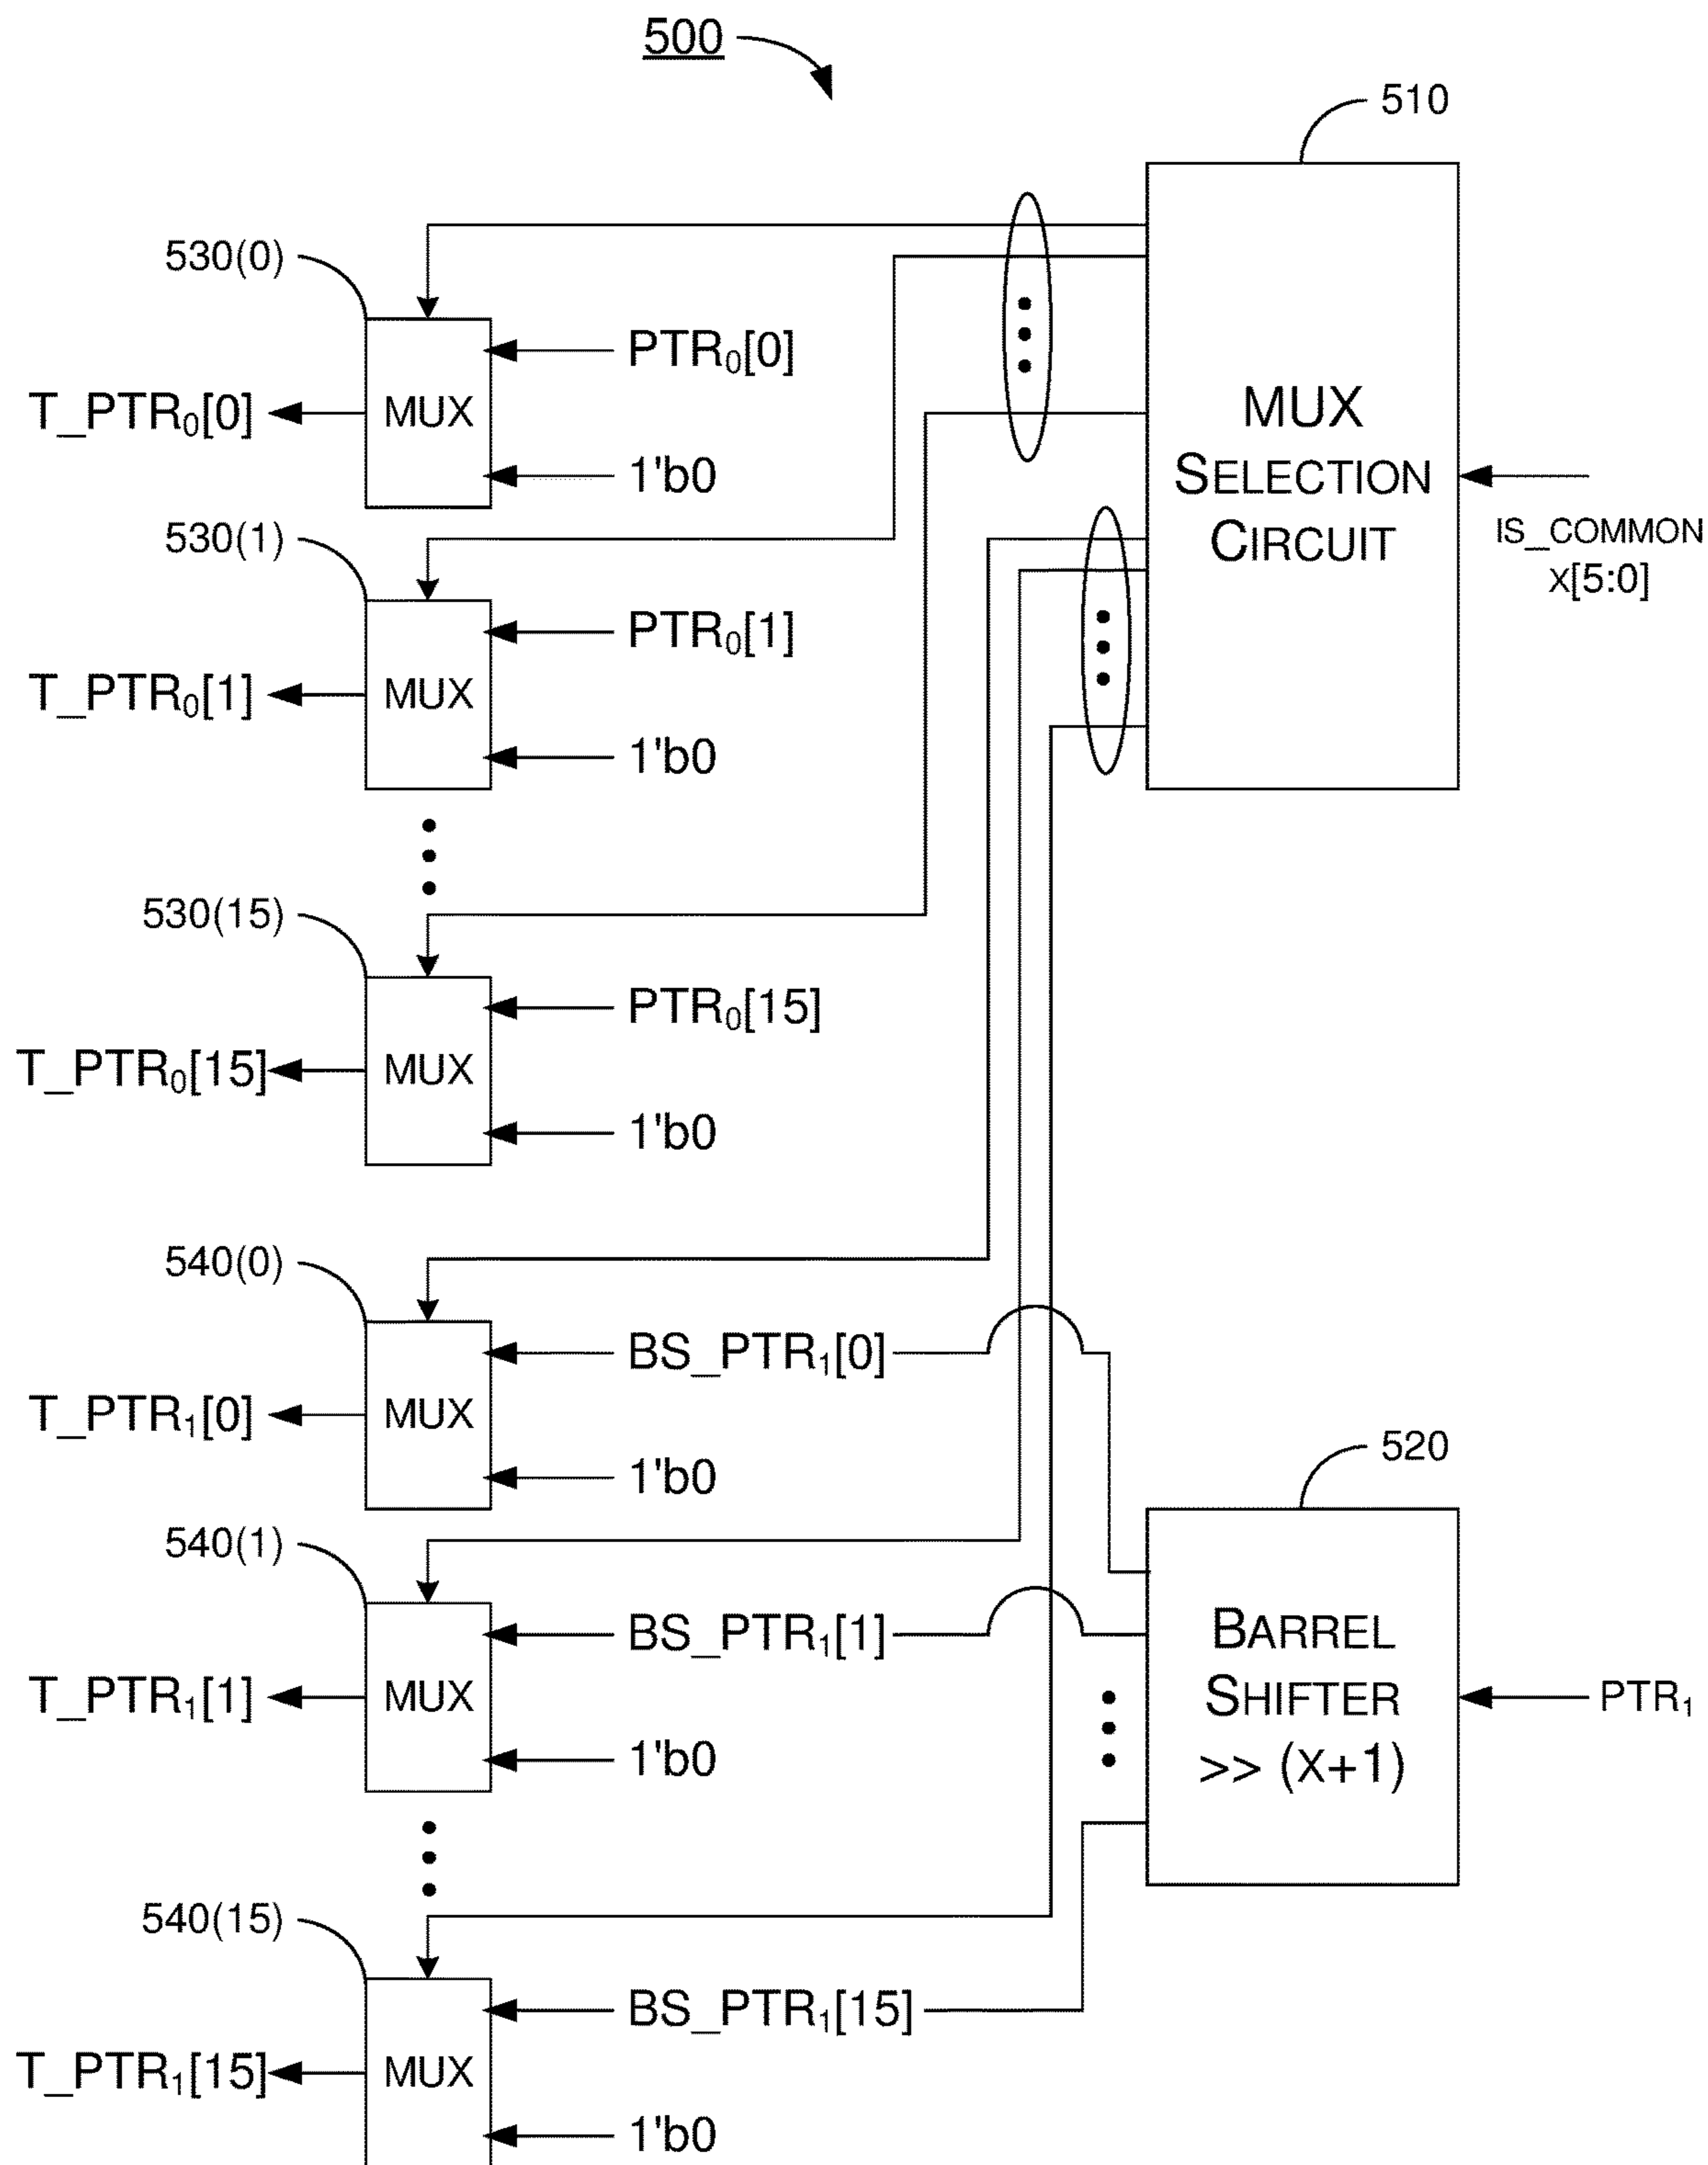 500
510
530(0)
PTR₀[0]
T_PTR₀[0]
MUX
1'b0
530(1)
PTR₀[1]
T_PTR₀[1]
MUX
1'b0
530(15)
PTR₀[15]
T_PTR₀[15]
MUX
1'b0
MUX
SELECTION
CIRCUIT
IS_COMMON
X[5:0]
540(0)
BS_PTR₁[0]
T_PTR₁[0]
MUX
1'b0
540(1)
BS_PTR₁[1]
T_PTR₁[1]
MUX
1'b0
540(15)
BS_PTR₁[15]
T_PTR₁[15]
MUX
1'b0
520
BARREL
SHIFTER
>> (X+1)
PTR₁